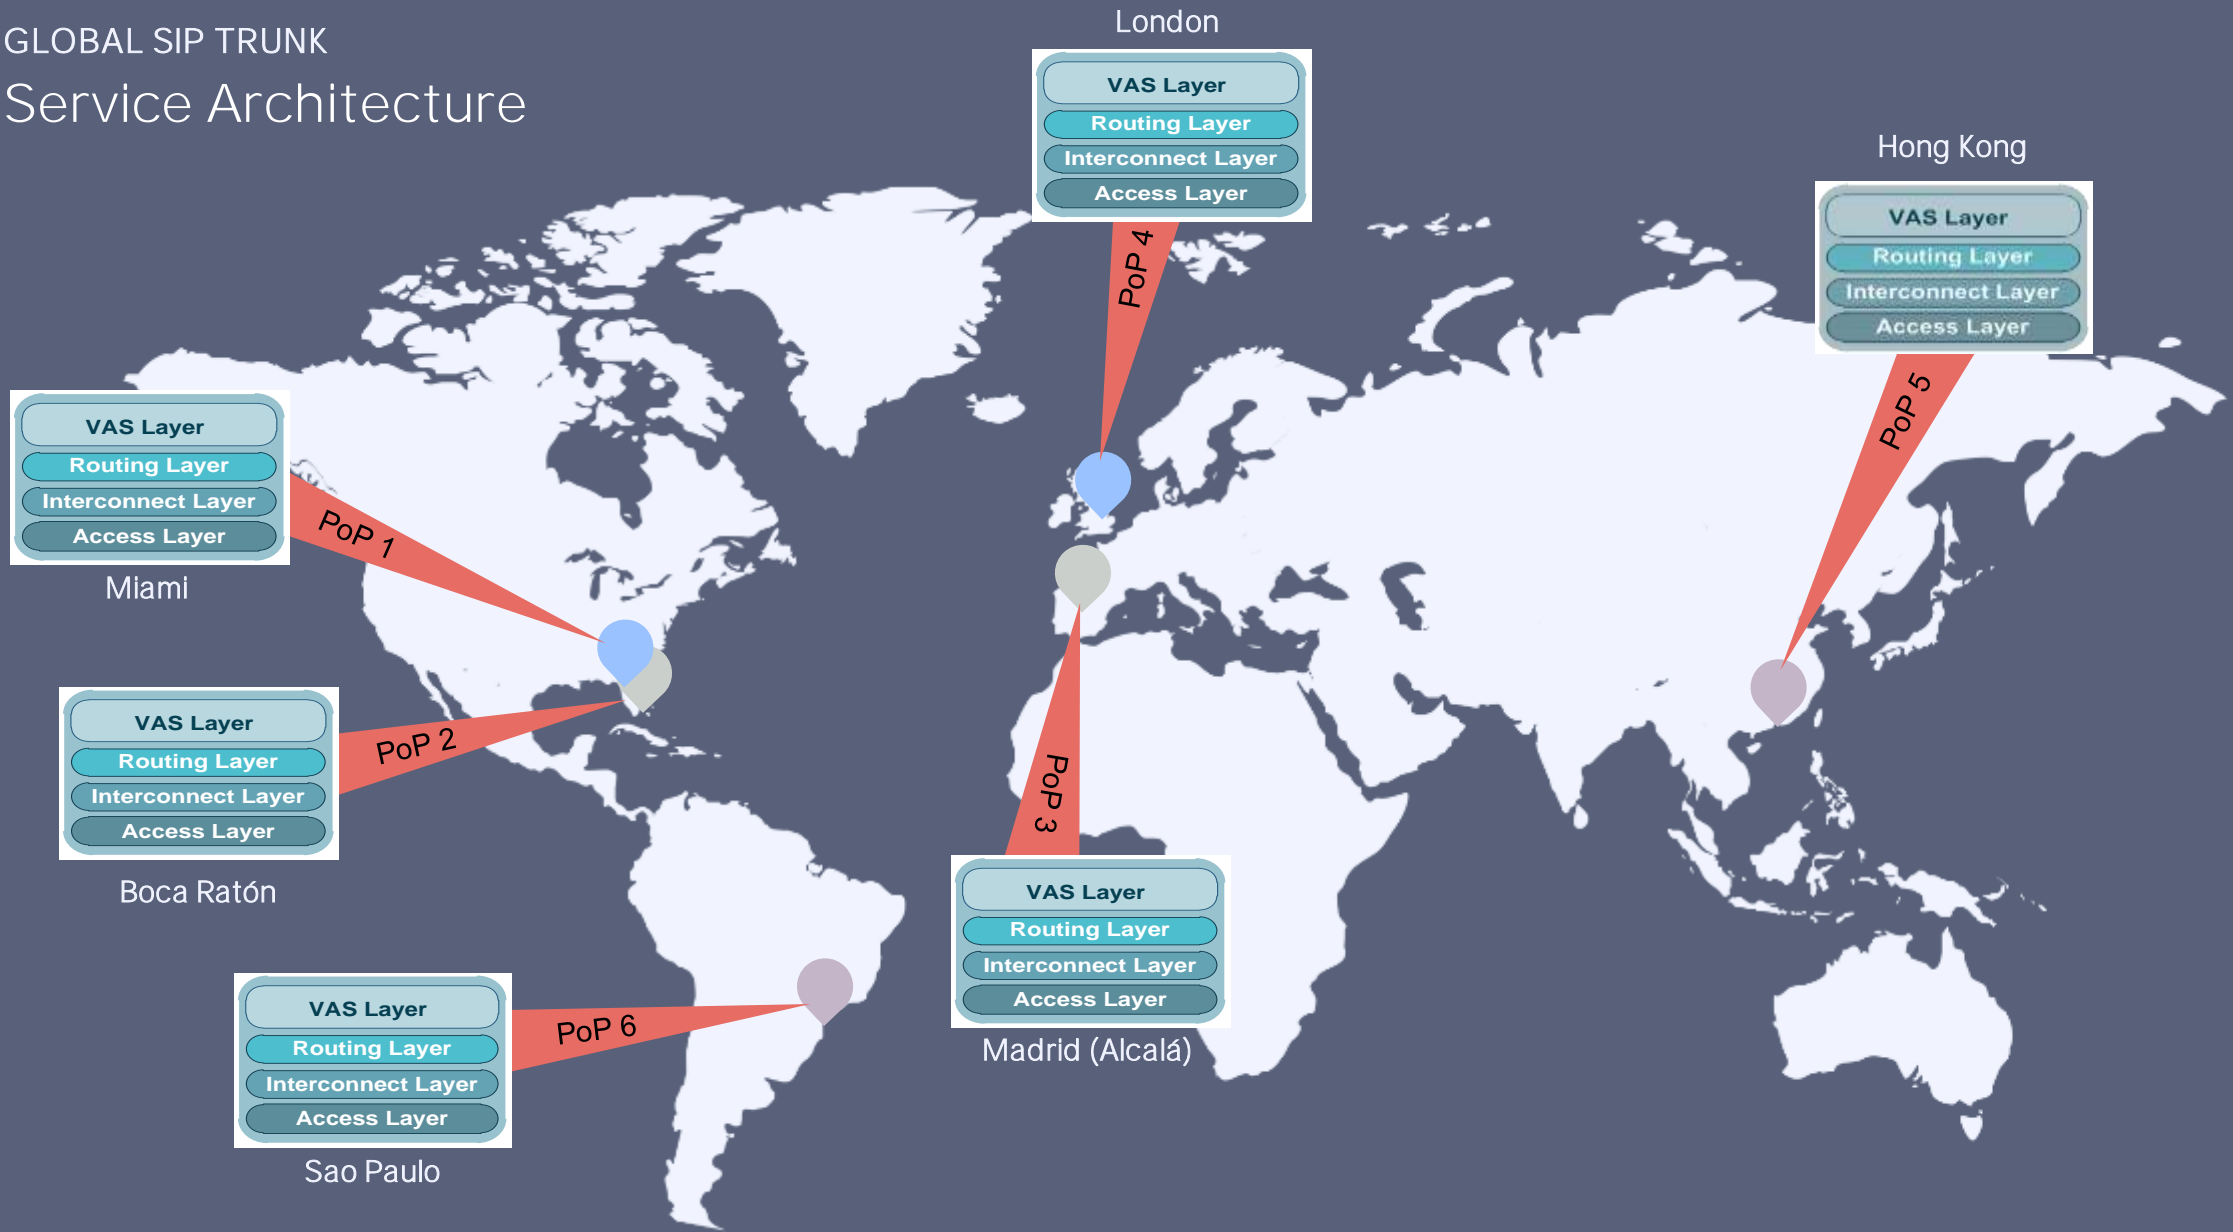 GLOBAL SIP TRUNK
Service Architecture
London
VAS Layer
Routing Layer
Interconnect Layer
Access Layer
PoP 4
Hong Kong
VAS Layer
Routing Layer
Interconnect Layer
Access Layer
PoP 5
VAS Layer
Routing Layer
Interconnect Layer
Access Layer
Miami
PoP 1
VAS Layer
Routing Layer
Interconnect Layer
Access Layer
Boca Ratón
PoP 2
PoP 3
VAS Layer
Routing Layer
Interconnect Layer
Access Layer
Madrid (Alcalá)
VAS Layer
Routing Layer
Interconnect Layer
Access Layer
Sao Paulo
PoP 6